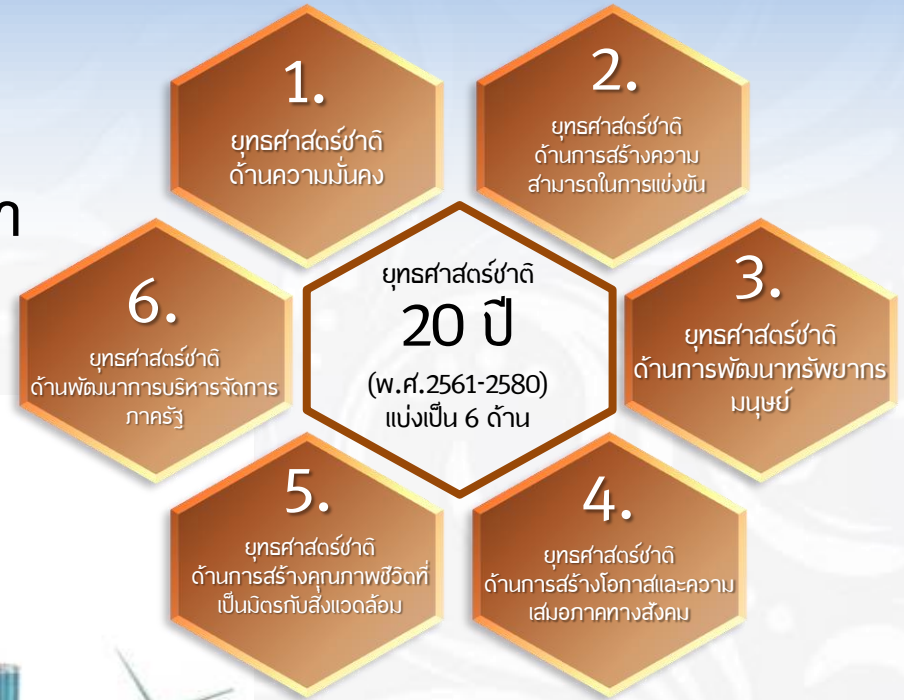 1.
ยุทธศาสตร์ชาติ
ด้านความมั่นคง
2.
ยุทธศาสตร์ชาติ
ด้านการสร้างความ
สามารถในการแข่งขัน
3.
ยุทธศาสตร์ชาติ
ด้านการพัฒนาทรัพยากร
มนุษย์
4.
ยุทธศาสตร์ชาติ
ด้านการสร้างโอกาสและความ
เสมอภาคทางสังคม
5.
ยุทธศาสตร์ชาติ
ด้านการสร้างคุณภาพชีวิตที่
เป็นมิตรกับสิ่งแวดล้อม
6.
ยุทธศาสตร์ชาติ
ด้านพัฒนาการบริหารจัดการ
ภาครัฐ
ยุทธศาสตร์ชาติ
20 ปี
(พ.ศ.2561-2580)
แบ่งเป็น 6 ด้าน